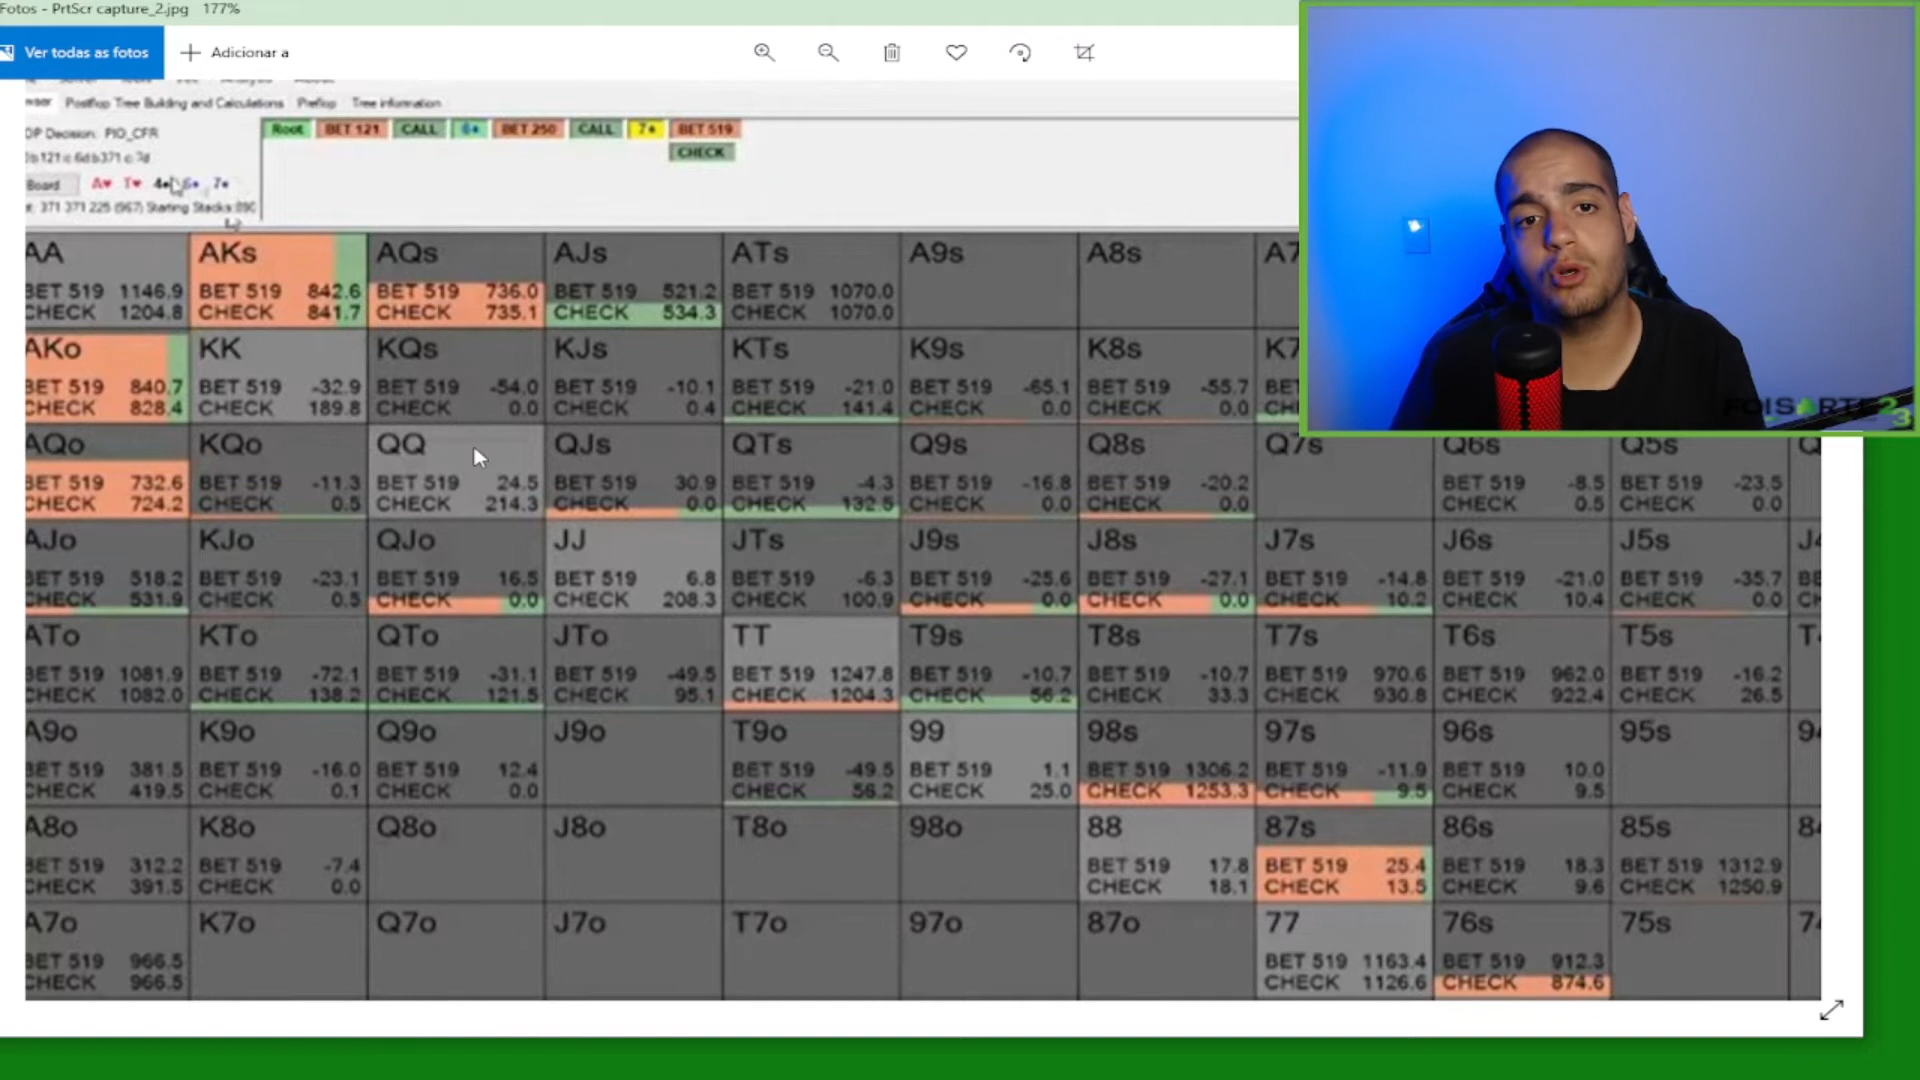 Fotos - PrtScr capture_2.jpg 177%
Ver todas as fotos
Adicionar a
Postflop Tree Building and Calculations Preflop Tree information
OP Decision: PIO_CFR
Root BET 121 CALL 6♦ BET 250 CALL 7♦ BET 519
CHECK
Board A♥ T♥ 4♠ 6♦ 7♦
371 371 225 (967) Starting Stacks:890
AA AKs AQs AJs ATs A9s A8s A7
BET 519 1146.9 BET 519 842.6 BET 519 736.0 BET 519 521.2 BET 519 1070.0
CHECK 1204.8 CHECK 841.7 CHECK 735.1 CHECK 534.3 CHECK 1070.0
AKo KK KQs KJs KTs K9s K8s K7
BET 519 840.7 BET 519 -32.9 BET 519 -54.0 BET 519 -10.1 BET 519 -21.0 BET 519 -65.1 BET 519 -55.7
CHECK 828.4 CHECK 189.8 CHECK 0.0 CHECK 0.4 CHECK 141.4 CHECK 0.0 CHECK 0.0
FOISARTE23
AQo KQo QQ QJs QTs Q9s Q8s Q7s Q6s Q5s Q
BET 519 732.6 BET 519 -11.3 BET 519 24.5 BET 519 30.9 BET 519 -4.3 BET 519 -16.8 BET 519 -20.2 BET 519 -8.5 BET 519 -23.5
CHECK 724.2 CHECK 0.5 CHECK 214.3 CHECK 0.0 CHECK 132.5 CHECK 0.0 CHECK 0.0 CHECK 0.5 CHECK 0.0
AJo KJo QJo JJ JTs J9s J8s J7s J6s J5s J4
BET 519 518.2 BET 519 -23.1 BET 519 16.5 BET 519 6.8 BET 519 -6.3 BET 519 -25.6 BET 519 -27.1 BET 519 -14.8 BET 519 -21.0 BET 519 -35.7 BE
CHECK 531.9 CHECK 0.5 CHECK 0.0 CHECK 208.3 CHECK 100.9 CHECK 0.0 CHECK 0.0 CHECK 10.2 CHECK 10.4 CHECK 0.0 CH
ATo KTo QTo JTo TT T9s T8s T7s T6s T5s T4
BET 519 1081.9 BET 519 -72.1 BET 519 -31.1 BET 519 -49.5 BET 519 1247.8 BET 519 -10.7 BET 519 -10.7 BET 519 970.6 BET 519 962.0 BET 519 -16.2
CHECK 1082.0 CHECK 138.2 CHECK 121.5 CHECK 95.1 CHECK 1204.3 CHECK 56.2 CHECK 33.3 CHECK 930.8 CHECK 922.4 CHECK 26.5
A9o K9o Q9o J9o T9o 99 98s 97s 96s 95s 94
BET 519 381.5 BET 519 -16.0 BET 519 12.4 BET 519 -49.5 BET 519 1.1 BET 519 1306.2 BET 519 -11.9 BET 519 10.0
CHECK 419.5 CHECK 0.1 CHECK 0.0 CHECK 56.2 CHECK 25.0 CHECK 1253.3 CHECK 9.5 CHECK 9.5
A8o K8o Q8o J8o T8o 98o 88 87s 86s 85s 84
BET 519 312.2 BET 519 -7.4 BET 519 17.8 BET 519 25.4 BET 519 18.3 BET 519 1312.9
CHECK 391.5 CHECK 0.0 CHECK 18.1 CHECK 13.5 CHECK 9.6 CHECK 1250.9
A7o K7o Q7o J7o T7o 97o 87o 77 76s 75s 74
BET 519 966.5 BET 519 1163.4 BET 519 912.3
CHECK 966.5 CHECK 1126.6 CHECK 874.6